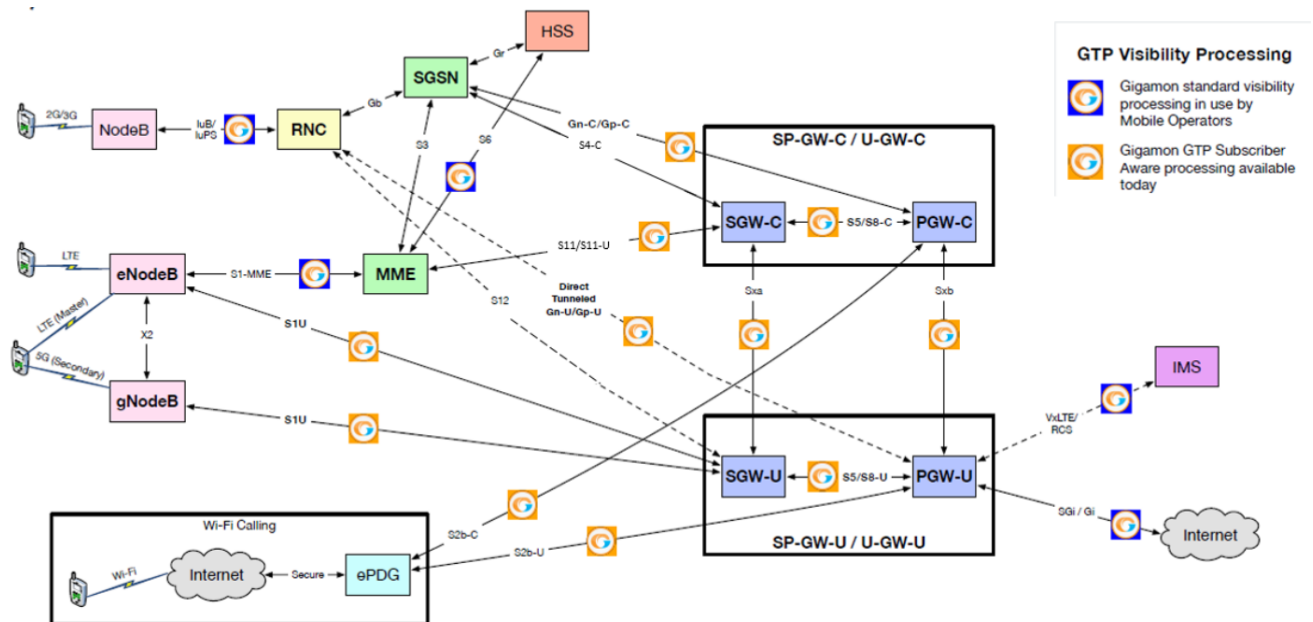 HSS
GTP Visibility Processing
Gigamon standard visibility
processing in use by
Mobile Operators
Gigamon GTP Subscriber
Aware processing available
today
Gr
SGSN
Gb
2G/3G
NodeB
IuB/
IuPS
RNC
Gn-C/Gp-C
S4-C
S3
S6
SP-GW-C / U-GW-C
SGW-C
S5/S8-C
PGW-C
S11/S11-U
LTE
eNodeB
S1-MME
MME
S12
Direct
Tunneled
Gn-U/Gp-U
Sxa
Sxb
LTE (Master)
X2
S1U
5G (Secondary)
gNodeB
S1U
IMS
VxLTE/
RCS
SGW-U
S5/S8-U
PGW-U
SGi / Gi
Internet
SP-GW-U / U-GW-U
Wi-Fi Calling
S2b-C
S2b-U
Wi-Fi
Internet
Secure
ePDG